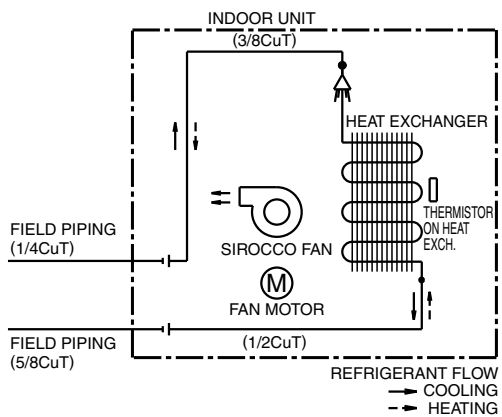 INDOOR UNIT
(3/8CuT)
HEAT EXCHANGER
THERMISTOR
ON HEAT
EXCH.
FIELD PIPING
(1/4CuT)
SIROCCO FAN
M
FAN MOTOR
FIELD PIPING
(5/8CuT)
(1/2CuT)
REFRIGERANT FLOW
COOLING
HEATING